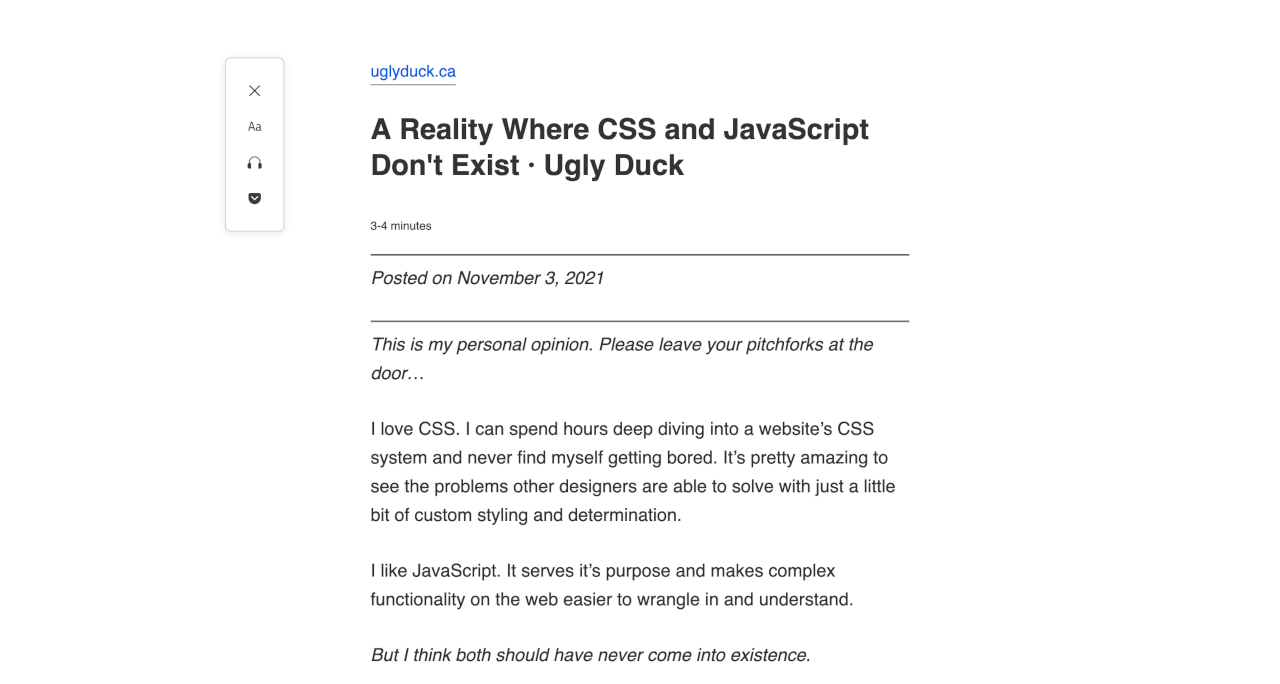 uglyduck.ca
A Reality Where CSS and JavaScript
Don't Exist · Ugly Duck
Aa
3-4 minutes
Posted on November 3, 2021
This is my personal opinion. Please leave your pitchforks at the
door…
I love CSS. I can spend hours deep diving into a website’s CSS
system and never find myself getting bored. It’s pretty amazing to
see the problems other designers are able to solve with just a little
bit of custom styling and determination.
I like JavaScript. It serves it’s purpose and makes complex
functionality on the web easier to wrangle in and understand.
But I think both should have never come into existence.